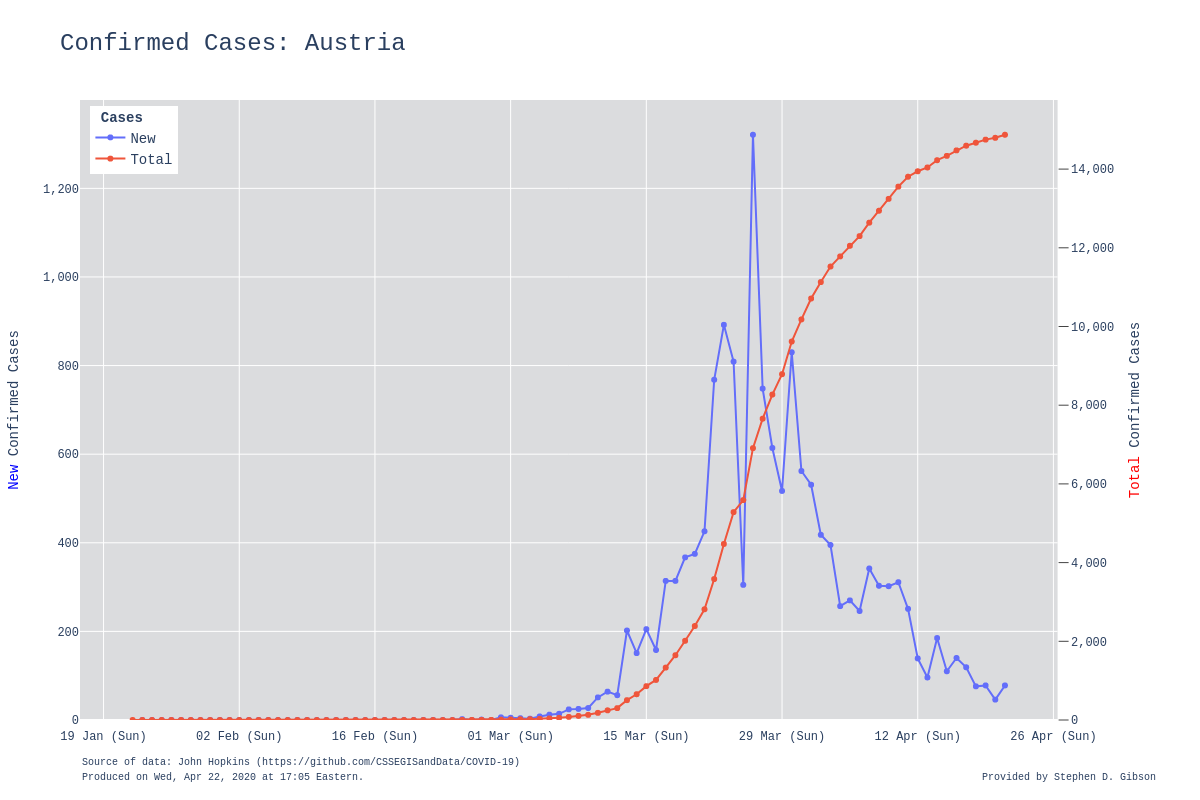 Confirmed Cases: Austria
Cases
New
Total
1,200
1,000
800
600
400
200
0
New Confirmed Cases
14,000
12,000
10,000
8,000
6,000
4,000
2,000
0
Total Confirmed Cases
19 Jan (Sun) 02 Feb (Sun) 16 Feb (Sun) 01 Mar (Sun) 15 Mar (Sun) 29 Mar (Sun) 12 Apr (Sun) 26 Apr (Sun)
Source of data: John Hopkins (https://github.com/CSSEGISandData/COVID-19)
Produced on Wed, Apr 22, 2020 at 17:05 Eastern.
Provided by Stephen D. Gibson